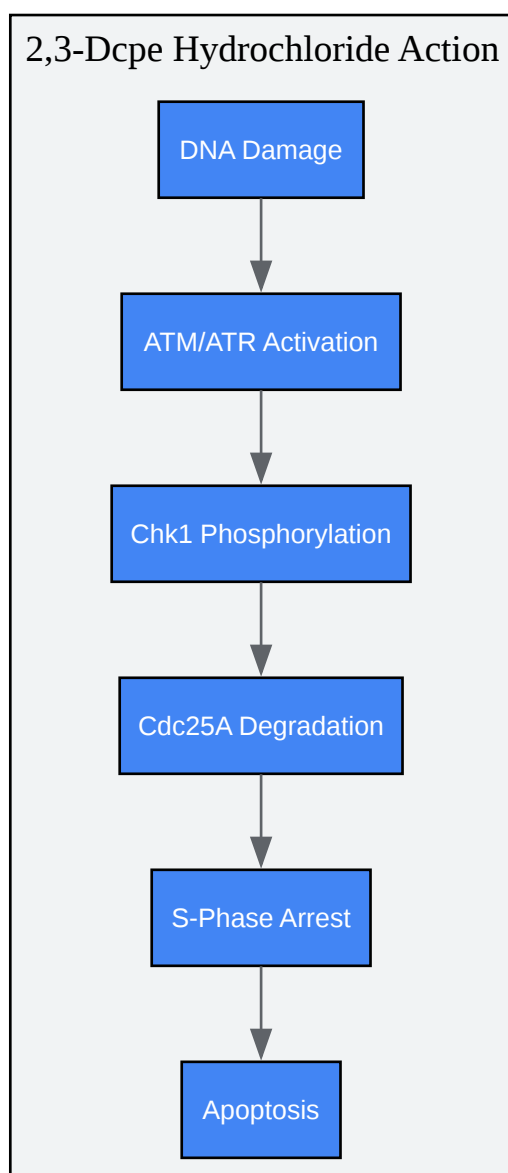 2,3-Dcpe Hydrochloride Action
DNA Damage
ATM/ATR Activation
Chk1 Phosphorylation
Cdc25A Degradation
S-Phase Arrest
Apoptosis